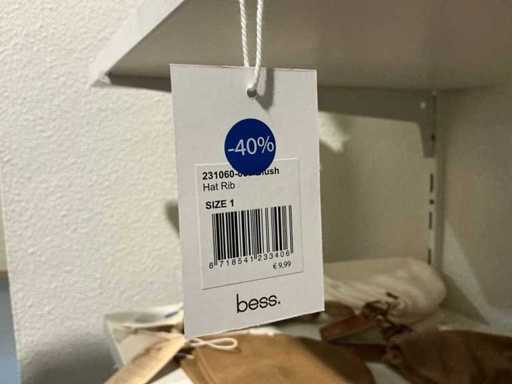 -40%
231060-
Hat Rib
SIZE 1
8 718541 233406
€ 9,99
bess.